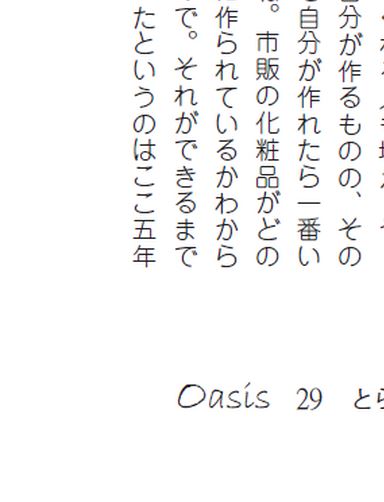 自分が作るものの、その
自分が作れたら一番い
。市販の化粧品がどの
作られているかわから
で。それができるまで
たというのはここ五年
Oasis 29 とら